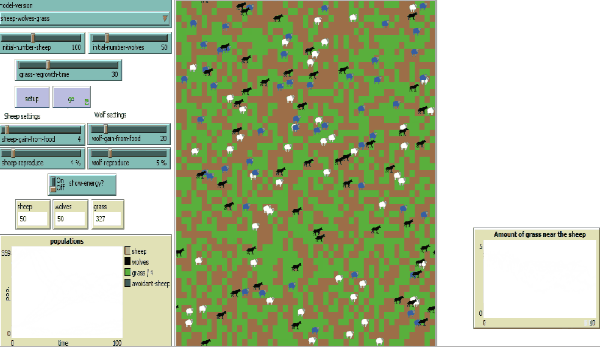 model-version
sheep-wolves-grass
initial-number-sheep 100
initial-number-wolves 50
grass-regrowth-time 30
setup
go
Sheep settings
Wolf settings
sheep-gain-from-food 4
wolf-gain-from-food 20
sheep-reproduce 4 %
wolf-reproduce 5 %
On
Off
show-energy?
sheep
50
wolves
50
grass
327
populations
sheep
wolves
grass / 4
avoidant-sheep
0
0
time
100
Amount of grass near the sheep
5
0
0